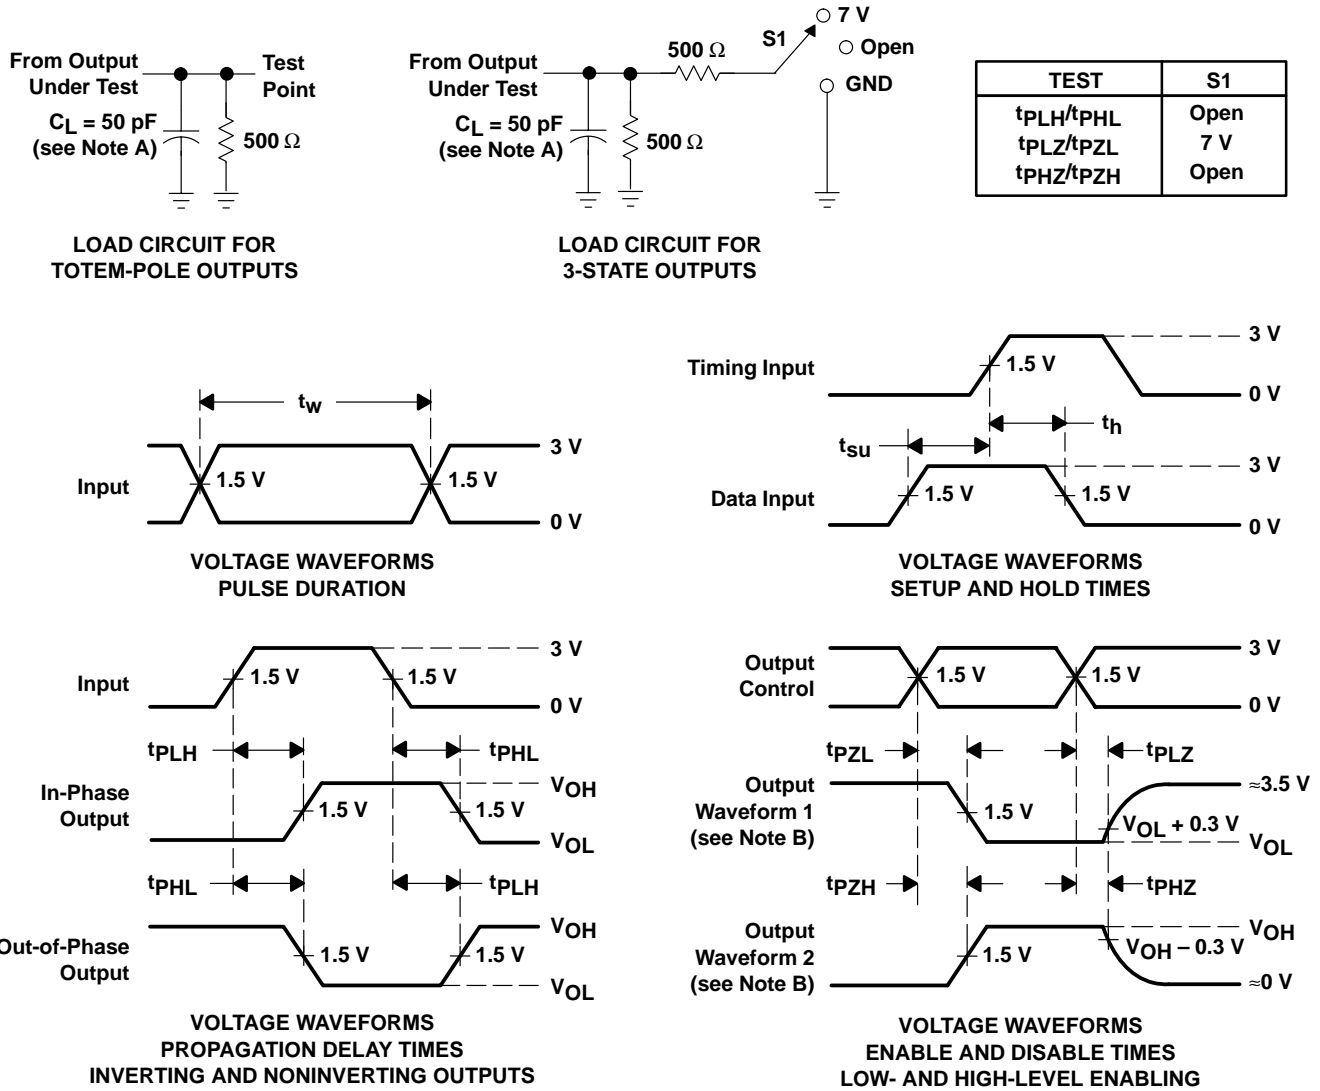 From Output
Under Test
Test
Point
CL = 50 pF
(see Note A)
500 Ω
LOAD CIRCUIT FOR
TOTEM-POLE OUTPUTS
From Output
Under Test
500 Ω
S1
7 V
Open
GND
CL = 50 pF
(see Note A)
500 Ω
LOAD CIRCUIT FOR
3-STATE OUTPUTS
TEST S1
tPLH/tPHL Open
tPLZ/tPZL 7 V
tPHZ/tPZH Open
tw
Input
1.5 V
1.5 V
3 V
0 V
VOLTAGE WAVEFORMS
PULSE DURATION
Timing Input
1.5 V
3 V
0 V
th
tsu
Data Input
1.5 V
1.5 V
3 V
0 V
VOLTAGE WAVEFORMS
SETUP AND HOLD TIMES
Input
1.5 V
1.5 V
3 V
0 V
tPLH
tPHL
In-Phase
Output
1.5 V
1.5 V
VOH
VOL
tPHL
tPLH
Out-of-Phase
Output
1.5 V
1.5 V
VOH
VOL
VOLTAGE WAVEFORMS
PROPAGATION DELAY TIMES
INVERTING AND NONINVERTING OUTPUTS
Output
Control
1.5 V
1.5 V
3 V
0 V
tPZL
tPLZ
Output
Waveform 1
(see Note B)
1.5 V
≈3.5 V
VOL + 0.3 V
VOL
tPZH
tPHZ
Output
Waveform 2
(see Note B)
1.5 V
VOH
VOH – 0.3 V
≈0 V
VOLTAGE WAVEFORMS
ENABLE AND DISABLE TIMES
LOW- AND HIGH-LEVEL ENABLING